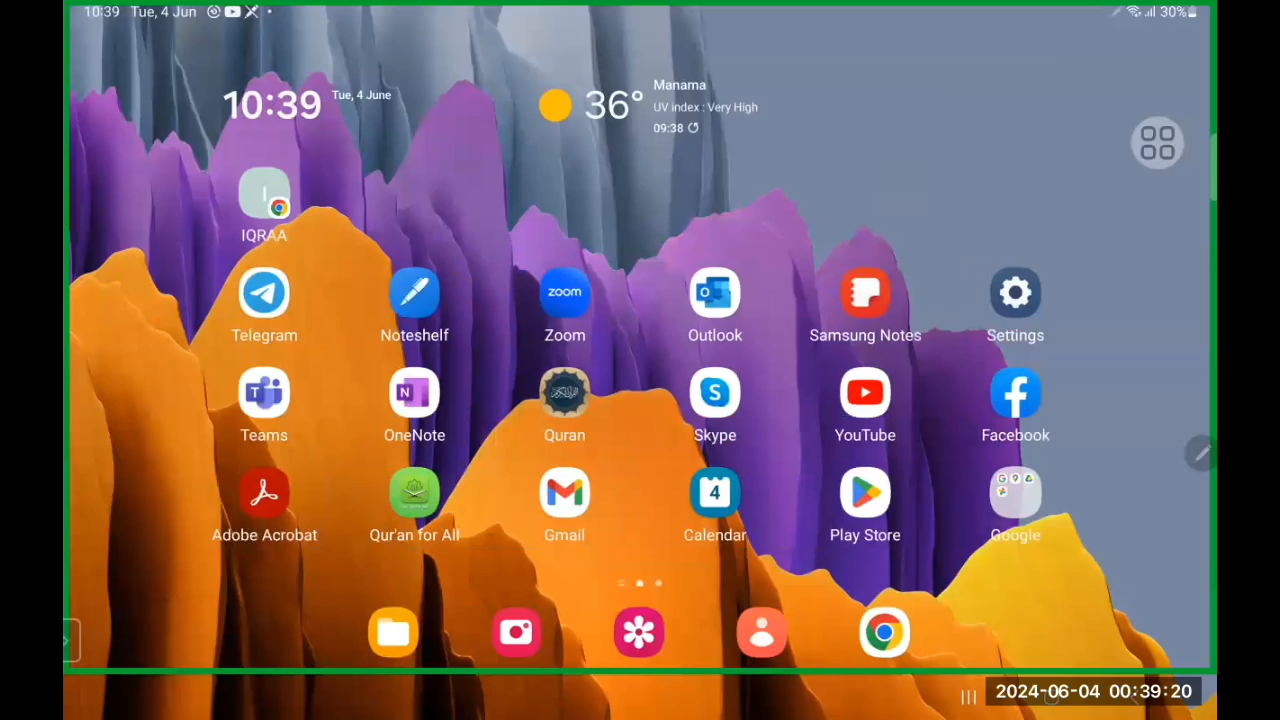 10:39 Tue, 4 Jun
30%
10:39 Tue, 4 June
36°
Manama
UV index : Very High
09:38
I
IQRAA
zoom
Telegram Noteshelf Zoom Outlook Samsung Notes Settings
Teams OneNote Quran Skype YouTube Facebook
4
Adobe Acrobat Qur'an for All Gmail Calendar Play Store Google
2024-06-04 00:39:20